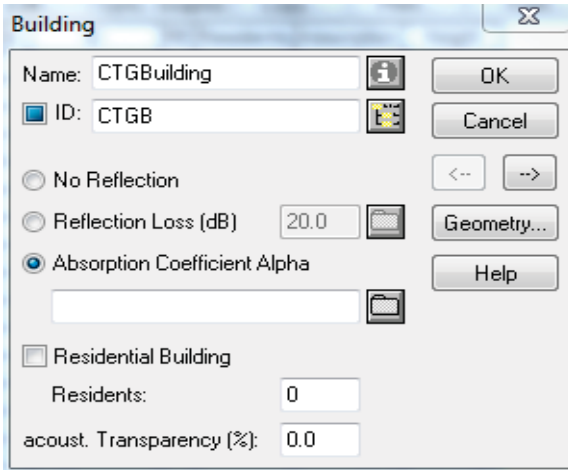 Building
Name: CTGBuilding
OK
ID: CTGB
Cancel
No Reflection
<-- -->
Reflection Loss (dB) 20.0
Geometry...
Absorption Coefficient Alpha
Help
Residential Building
Residents: 0
acoust. Transparency (%): 0.0